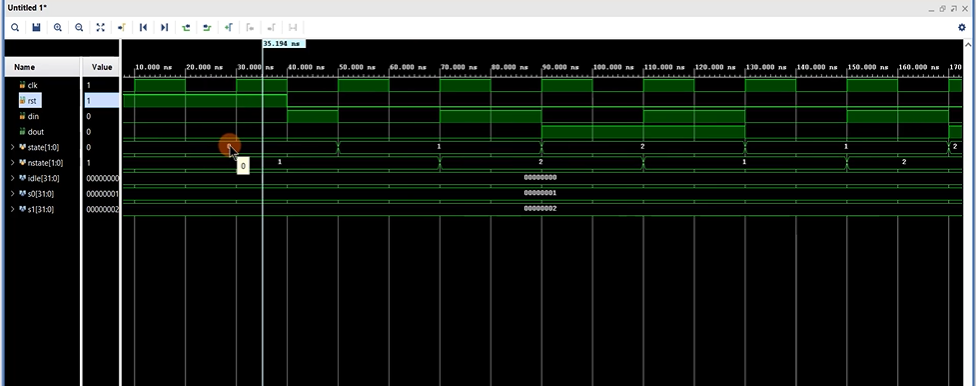 Untitled 1*
35.194 ns
Name Value
10.000 ns 20.000 ns 30.000 ns 40.000 ns 50.000 ns 60.000 ns 70.000 ns 80.000 ns 90.000 ns 100.000 ns 110.000 ns 120.000 ns 130.000 ns 140.000 ns 150.000 ns 160.000 ns 170
clk 1
rst 1
din 0
dout 0
state[1:0] 0 0 1 2 1 2
nstate[1:0] 1 1 2 1 2
0
idle[31:0] 00000000 00000000
s0[31:0] 00000001 00000001
s1[31:0] 00000002 00000002